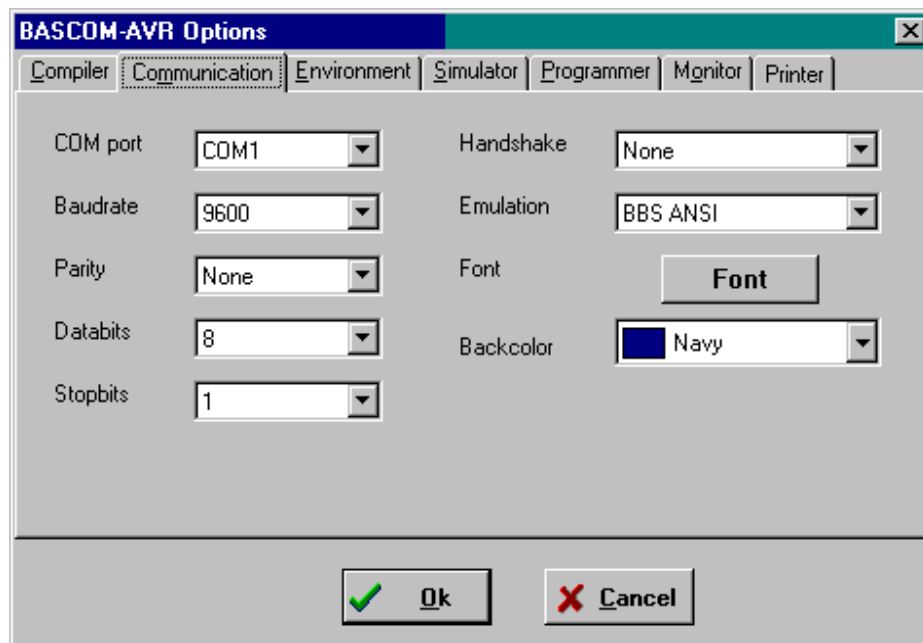 BASCOM-AVR Options
Compiler Communication Environment Simulator Programmer Monitor Printer
COM port COM1 Handshake None
Baudrate 9600 Emulation BBS ANSI
Parity None Font Font
Databits 8 Backcolor Navy
Stopbits 1
Ok Cancel